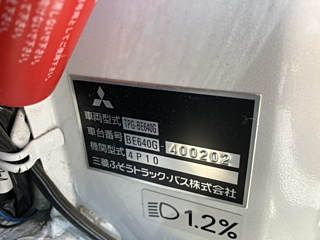 車両型式 TPG-BE640G
車台番号 BE640G-400202
機関型式 4P10
三菱ふそうトラック・バス株式会社
1.2%